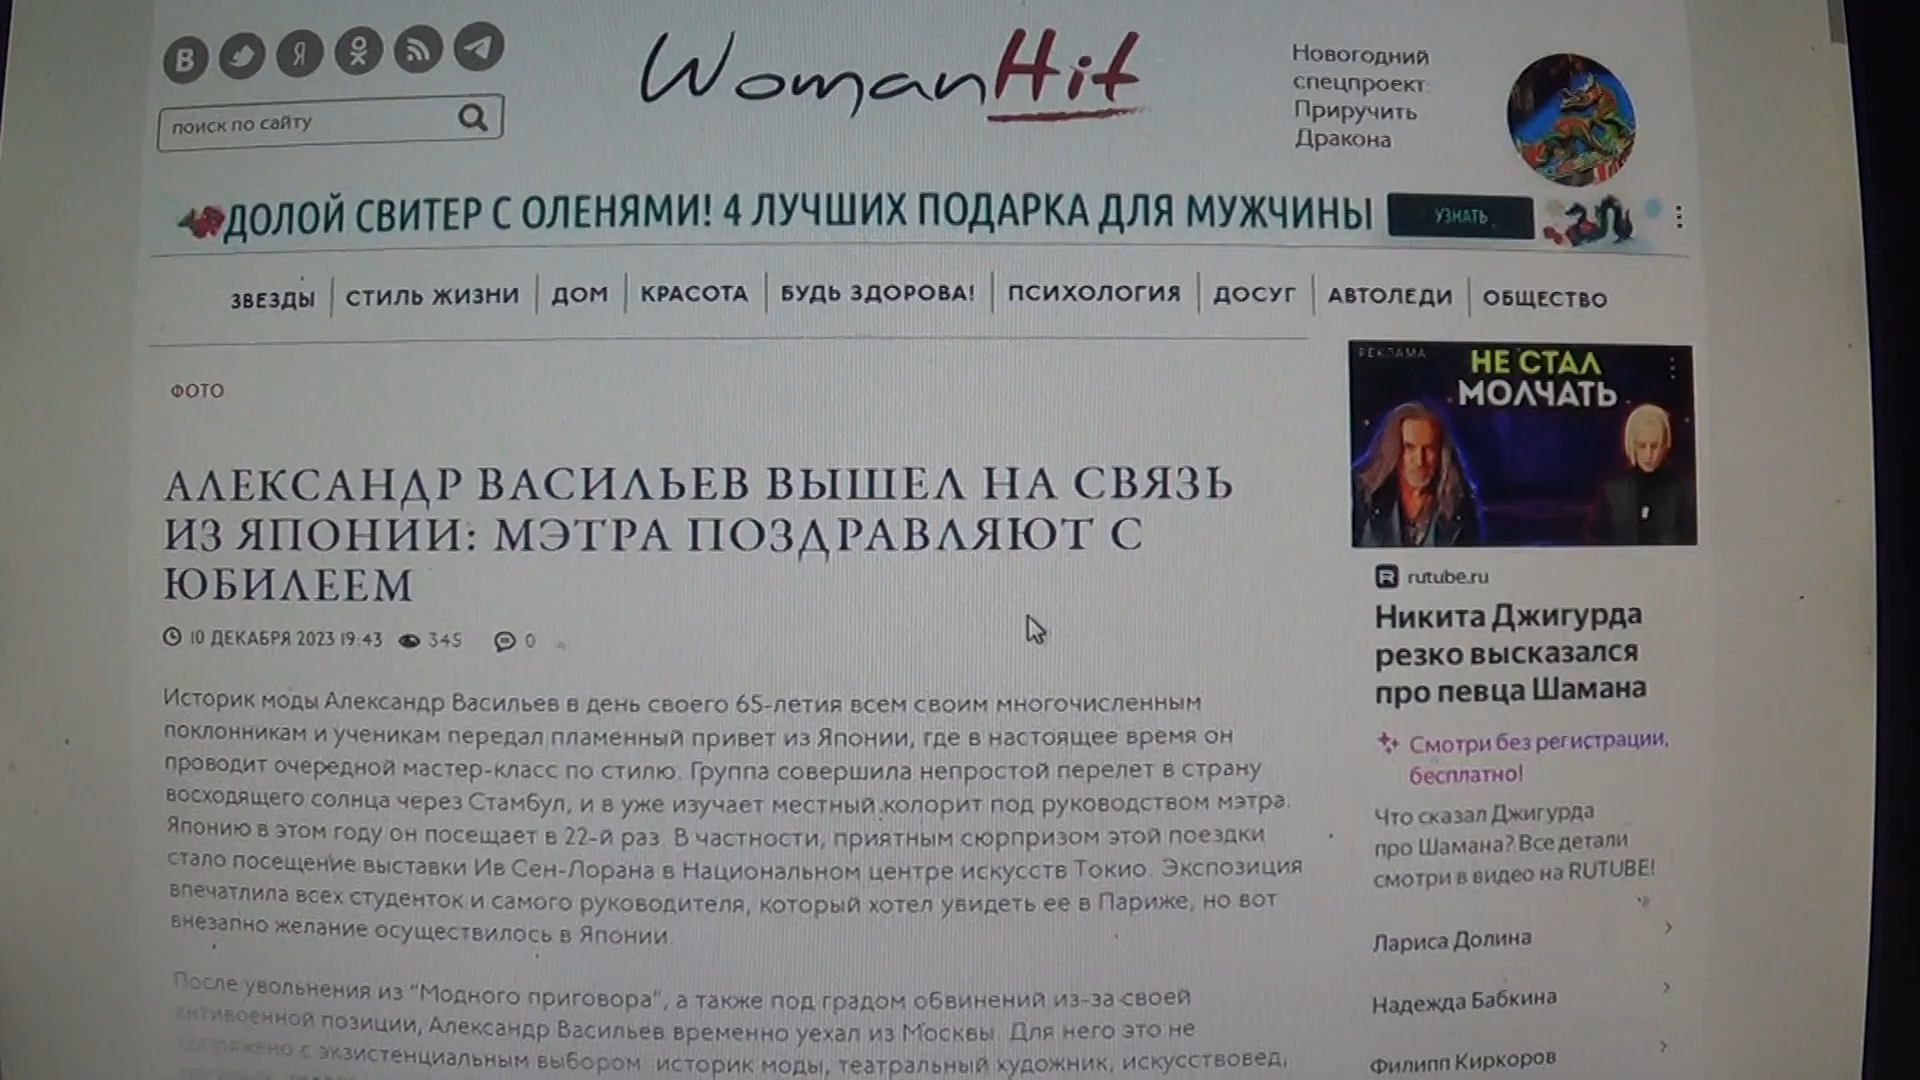 WomanHit
поиск по сайту
Новогодний
спецпроект:
Приручить
Дракона
ДОЛОЙ СВИТЕР С ОЛЕНЯМИ! 4 ЛУЧШИХ ПОДАРКА ДЛЯ МУЖЧИНЫ
УЗНАТЬ
ЗВЕЗДЫ СТИЛЬ ЖИЗНИ ДОМ КРАСОТА БУДЬ ЗДОРОВА! ПСИХОЛОГИЯ ДОСУГ АВТОЛЕДИ ОБЩЕСТВО
ФОТО
АЛЕКСАНДР ВАСИЛЬЕВ ВЫШЕЛ НА СВЯЗЬ
ИЗ ЯПОНИИ: МЭТРА ПОЗДРАВЛЯЮТ С
ЮБИЛЕЕМ
10 ДЕКАБРЯ 2023 19:43 345 0
Историк моды Александр Васильев в день своего 65-летия всем своим многочисленным
поклонникам и ученикам передал пламенный привет из Японии, где в настоящее время он
проводит очередной мастер-класс по стилю. Группа совершила непростой перелет в страну
восходящего солнца через Стамбул, и в уже изучает местный колорит под руководством мэтра.
Японию в этом году он посещает в 22-й раз. В частности, приятным сюрпризом этой поездки
стало посещение выставки Ив Сен-Лорана в Национальном центре искусств Токио. Экспозиция
впечатлила всех студенток и самого руководителя, который хотел увидеть ее в Париже, но вот
внезапно желание осуществилось в Японии.
После увольнения из "Модного приговора", а также под градом обвинений из-за своей
антивоенной позиции, Александр Васильев временно уехал из Москвы. Для него это не
сопряжено с экзистенциальным выбором: историк моды, театральный художник, искусствовед,
РЕКЛАМА
НЕ СТАЛ
МОЛЧАТЬ
rutube.ru
Никита Джигурда
резко высказался
про певца Шамана
Смотри без регистрации,
бесплатно!
Что сказал Джигурда
про Шамана? Все детали
смотри в видео на RUTUBE!
Лариса Долина
Надежда Бабкина
Филипп Киркоров